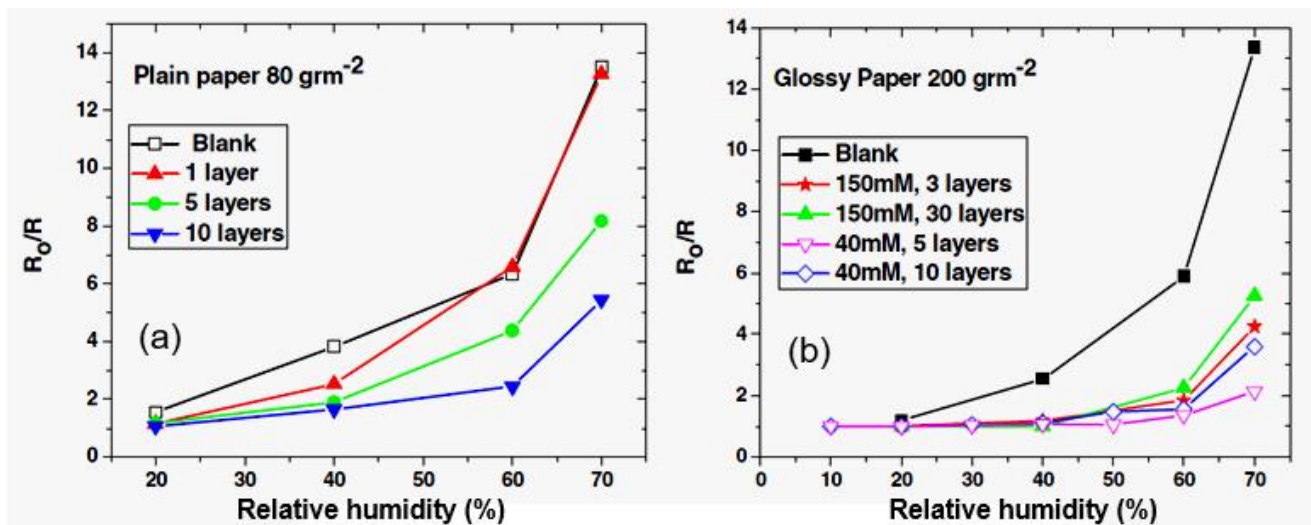 Plain paper 80 grm⁻²
Blank
1 layer
5 layers
10 layers
(a)
R₀/R
14
12
10
8
6
4
2
0
20 30 40 50 60 70
Relative humidity (%)
Glossy Paper 200 grm⁻²
Blank
150mM, 3 layers
150mM, 30 layers
40mM, 5 layers
40mM, 10 layers
(b)
R₀/R
14
12
10
8
6
4
2
0
0 10 20 30 40 50 60 70
Relative humidity (%)